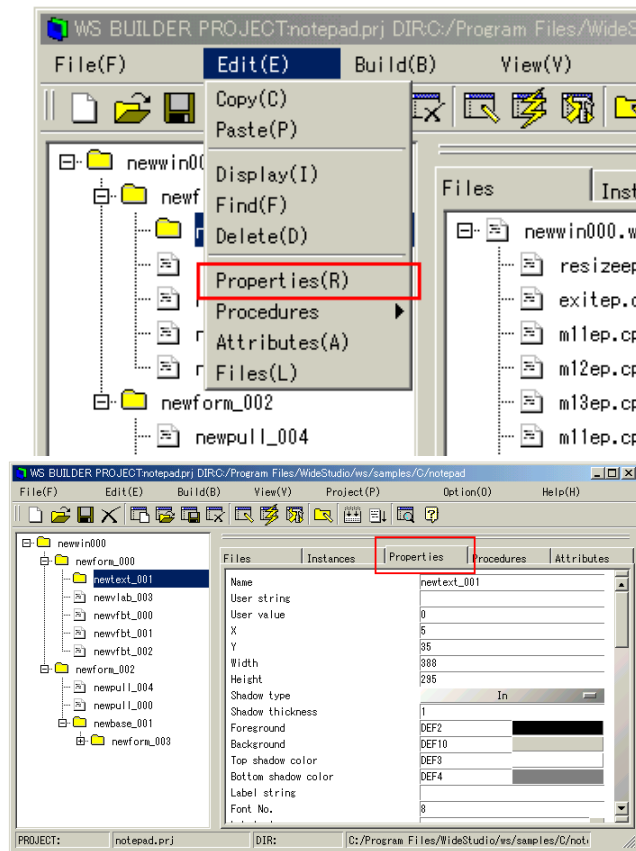 WS BUILDER PROJECT:notepad.prj DIR:C:/Program Files/WideS
File(F) Edit(E) Build(B) View(V)
Copy(C)
Paste(P)
Display(I)
Find(F)
Delete(D)
Properties(R)
Procedures
Attributes(A)
Files(L)
newwin00
newf
newform_002
newpull_004
Files Inst
newwin000.w
resizeep
exitep.c
m11ep.cp
m12ep.cp
m13ep.cp
m11ep.cp
WS BUILDER PROJECT:notepad.prj DIR:C:/Program Files/WideStudio/ws/samples/C/notepad
File(F) Edit(E) Build(B) View(V) Project(P) Option(O) Help(H)
newwin000
newform_000
newtext_001
newvlab_003
newvfbt_000
newvfbt_001
newvfbt_002
newform_002
newpull_004
newpull_000
newbase_001
newform_003
Files Instances Properties Procedures Attributes
Name newtext_001
User string
User value 0
X 5
Y 35
Width 388
Height 295
Shadow type In
Shadow thickness 1
Foreground DEF2
Background DEF10
Top shadow color DEF3
Bottom shadow color DEF4
Label string
Font No. 8
PROJECT: notepad.prj DIR: C:/Program Files/WideStudio/ws/samples/C/note